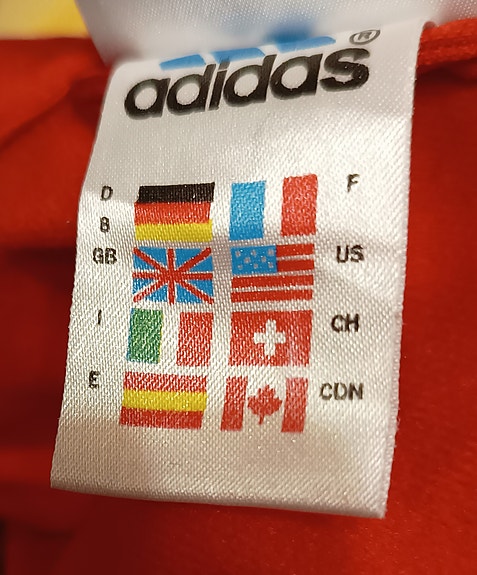 adidas®
D F
B
GB US
I CH
E CDN